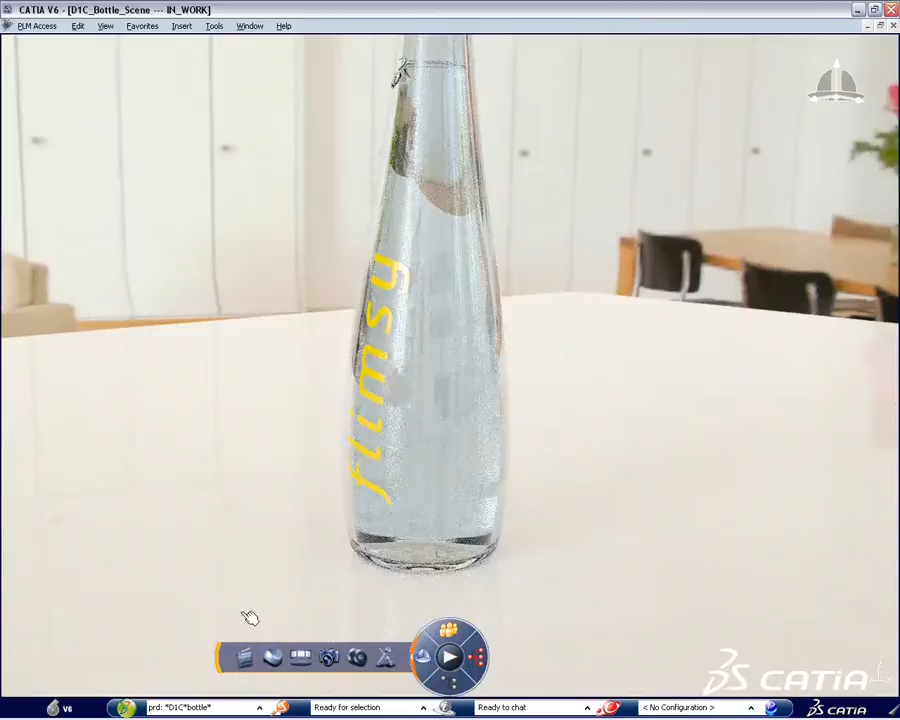 CATIA V6 - [D1C_Bottle_Scene --- IN_WORK]
PLM Access Edit View Favorites Insert Tools Window Help
flimsy
CATIA
V6 prd: *D1C*bottle* Ready for selection Ready to chat < No Configuration > CATIA